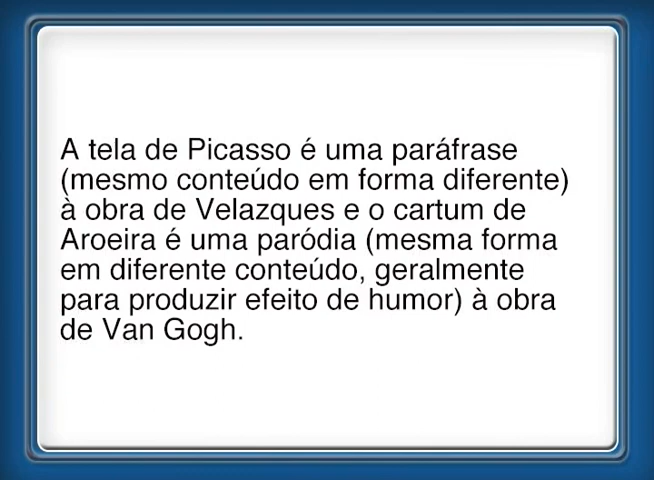 A tela de Picasso é uma paráfrase
(mesmo conteúdo em forma diferente)
à obra de Velazques e o cartum de
Aroeira é uma paródia (mesma forma
em diferente conteúdo, geralmente
para produzir efeito de humor) à obra
de Van Gogh.